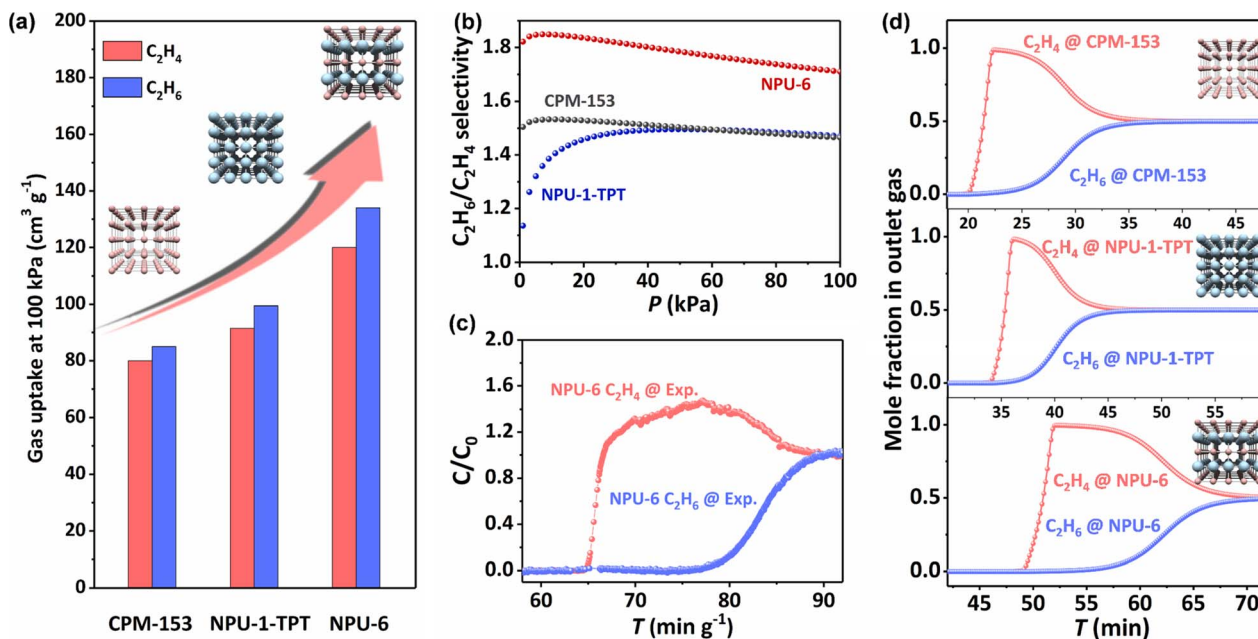 (a)
200
180
160
140
120
100
80
60
40
20
0
Gas uptake at 100 kPa (cm³ g⁻¹)
C₂H₄
C₂H₆
CPM-153 NPU-1-TPT NPU-6
(b)
2.0
1.8
1.6
1.4
1.2
1.0
C₂H₆/C₂H₄ selectivity
NPU-6
CPM-153
NPU-1-TPT
0 20 40 60 80 100
P (kPa)
(c)
2.0
1.6
1.2
0.8
0.4
0.0
C/C₀
NPU-6 C₂H₄ @ Exp.
NPU-6 C₂H₆ @ Exp.
60 70 80 90
T (min g⁻¹)
(d)
Mole fraction in outlet gas
C₂H₄ @ CPM-153
1.0
0.5
C₂H₆ @ CPM-153
0.0
20 25 30 35 40 45
C₂H₄ @ NPU-1-TPT
1.0
0.5
C₂H₆ @ NPU-1-TPT
0.0
35 40 45 50 55
1.0
C₂H₄ @ NPU-6
0.5
C₂H₆ @ NPU-6
0.0
45 50 55 60 65 70
T (min)